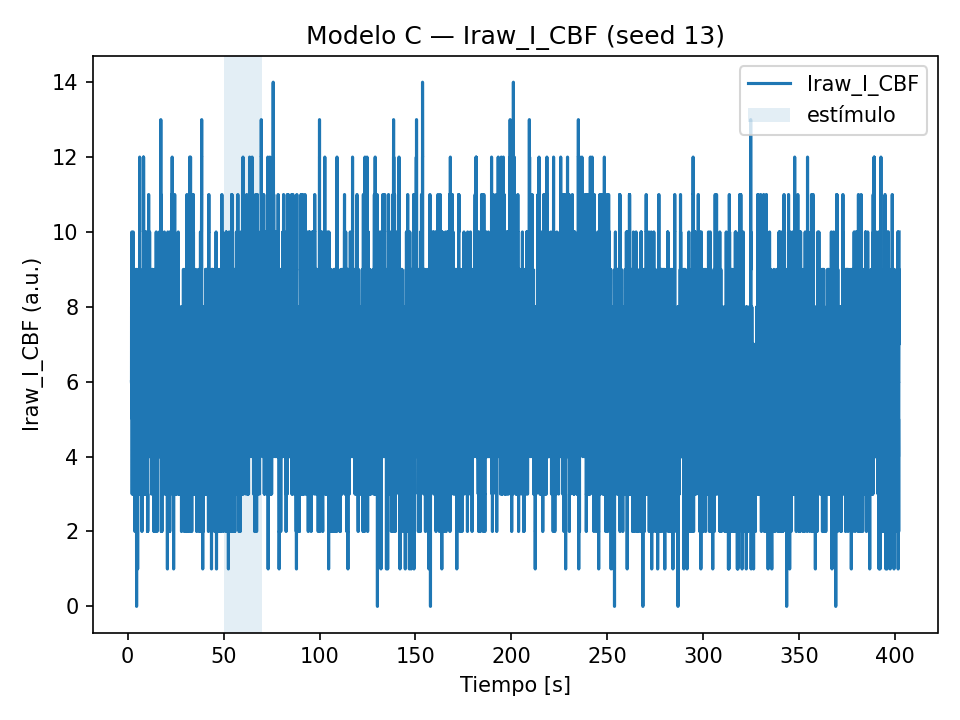 Modelo C — Iraw_I_CBF (seed 13)
Iraw_I_CBF
estímulo
Iraw_I_CBF (a.u.)
14
12
10
8
6
4
2
0
0 50 100 150 200 250 300 350 400
Tiempo [s]